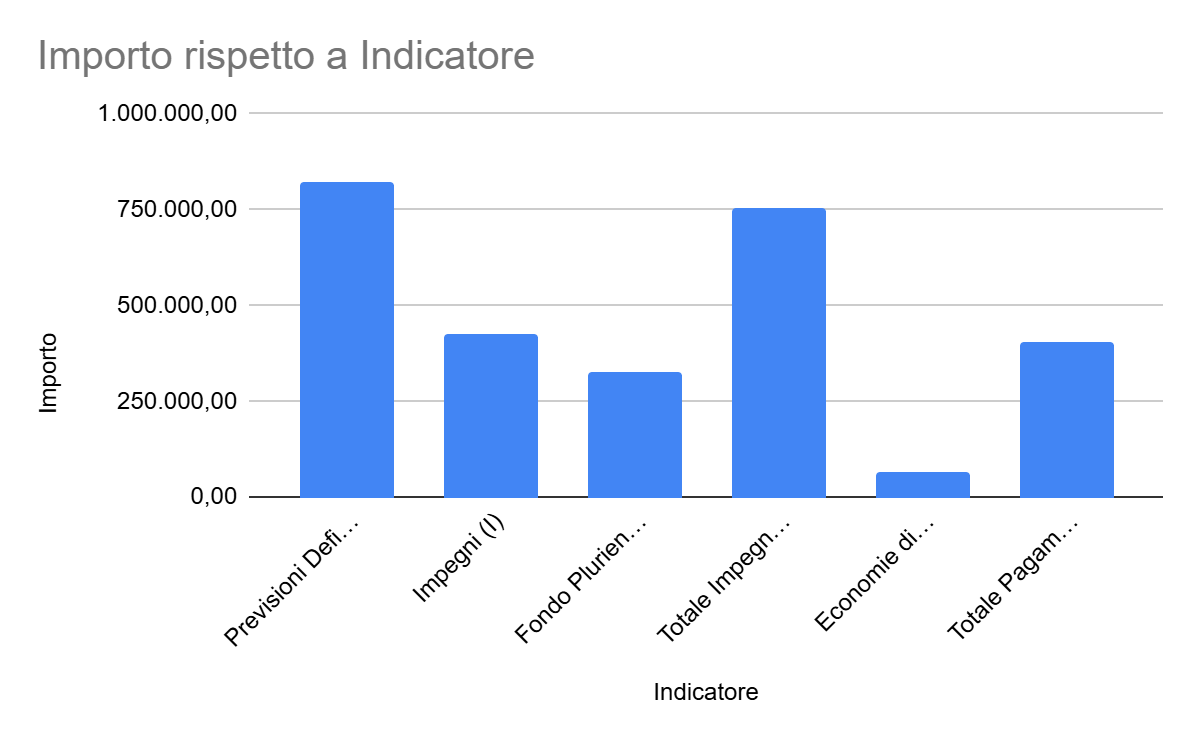 Importo rispetto a Indicatore
1.000.000,00
750.000,00
500.000,00
250.000,00
0,00
Importo
Previsioni Defi…
Impegni (I)
Fondo Plurien…
Totale Impegn…
Economie di…
Totale Pagam…
Indicatore